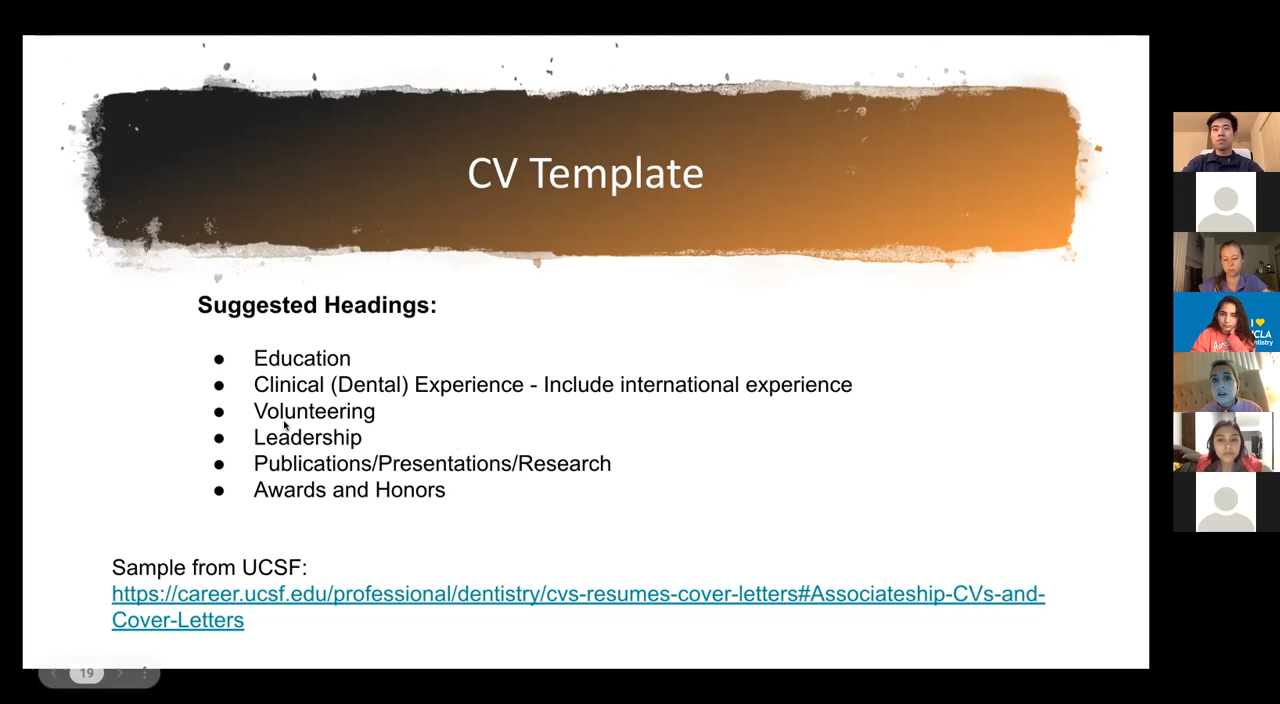 CV Template
Suggested Headings:
● Education
● Clinical (Dental) Experience - Include international experience
● Volunteering
● Leadership
● Publications/Presentations/Research
● Awards and Honors
Sample from UCSF:
https://career.ucsf.edu/professional/dentistry/cvs-resumes-cover-letters#Associateship-CVs-and-
Cover-Letters
19